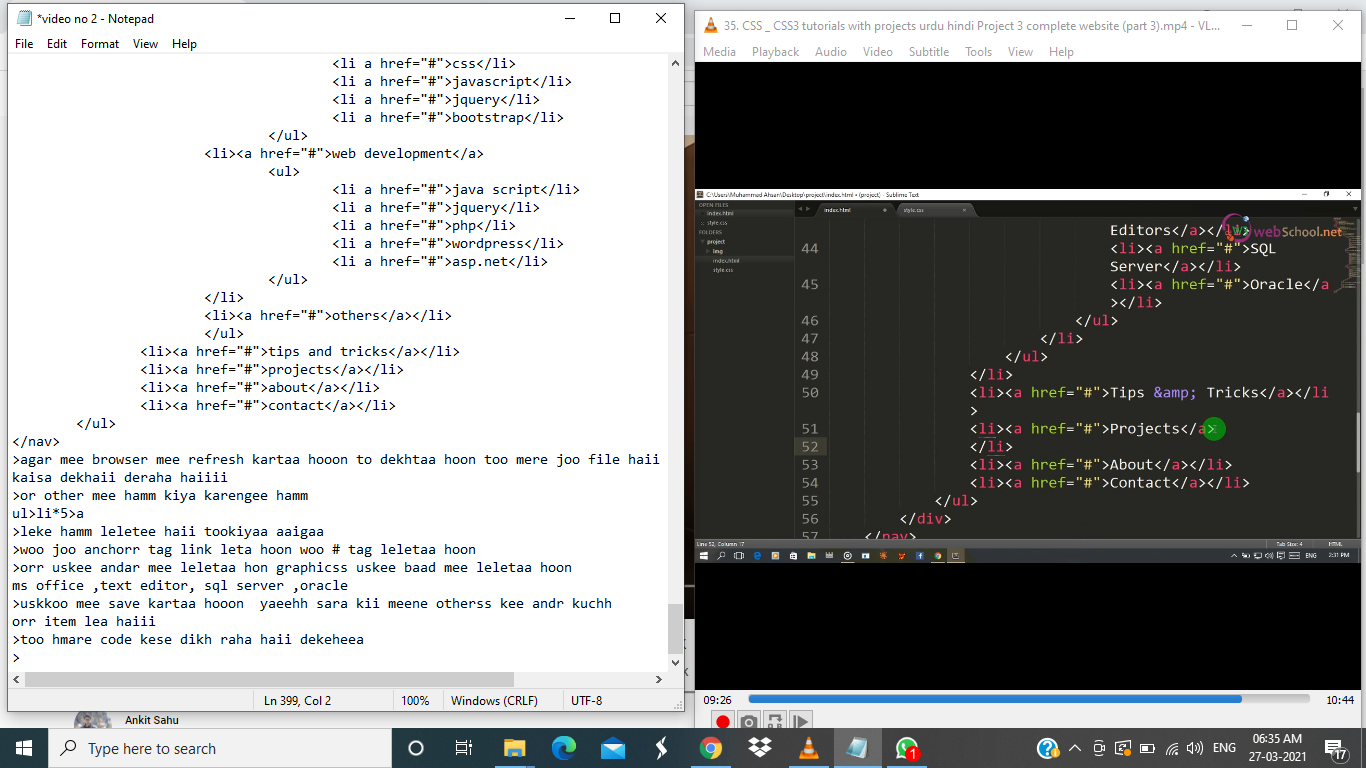 *video no 2 - Notepad
File Edit Format View Help
<li a href="#">css</li>
<li a href="#">javascript</li>
<li a href="#">jquery</li>
<li a href="#">bootstrap</li>
</ul>
<li><a href="#">web development</a>
<ul>
<li a href="#">java script</li>
<li a href="#">jquery</li>
<li a href="#">php</li>
<li a href="#">wordpress</li>
<li a href="#">asp.net</li>
</ul>
</li>
<li><a href="#">others</a></li>
</ul>
<li><a href="#">tips and tricks</a></li>
<li><a href="#">projects</a></li>
<li><a href="#">about</a></li>
<li><a href="#">contact</a></li>
</ul>
</nav>
>agar mee browser mee refresh kartaa hooon to dekhtaa hoon too mere joo file haii
kaisa dekhaii deraha haiiii
>or other mee hamm kiya karengee hamm
ul>li*5>a
>leke hamm leletee haii tookiyaa aaigaa
>woo joo anchorr tag link leta hoon woo # tag leletaa hoon
>orr uskee andar mee leletaa hon graphicss uskee baad mee leletaa hoon
ms office ,text editor, sql server ,oracle
>uskkoo mee save kartaa hooon  yaeehh sara kii meene otherss kee andr kuchh
orr item lea haiii
>too hmare code kese dikh raha haii dekeheea
>
Ln 399, Col 2 100% Windows (CRLF) UTF-8
Ankit Sahu
35. CSS _ CSS3 tutorials with projects urdu hindi Project 3 complete website (part 3).mp4 - VL...
Media Playback Audio Video Subtitle Tools View Help
C:\Users\Muhammad Ahsan\Desktop\project\index.html • (project) - Sublime Text
OPEN FILES
index.html
style.css
FOLDERS
project
img
index.html
style.css
index.html style.css
webSchool.net
Editors</a></li>
44 <li><a href="#">SQL
Server</a></li>
45 <li><a href="#">Oracle</a
></li>
46 </ul>
47 </li>
48 </ul>
49 </li>
50 <li><a href="#">Tips &amp; Tricks</a></li
>
51 <li><a href="#">Projects</a>
52 </li>
53 <li><a href="#">About</a></li>
54 <li><a href="#">Contact</a></li>
55 </ul>
56 </div>
57 </nav>
Line 52, Column 17 Tab Size: 4 HTML
ENG 2:31 PM
09:26 10:44
Type here to search
1
ENG
06:35 AM
27-03-2021
17